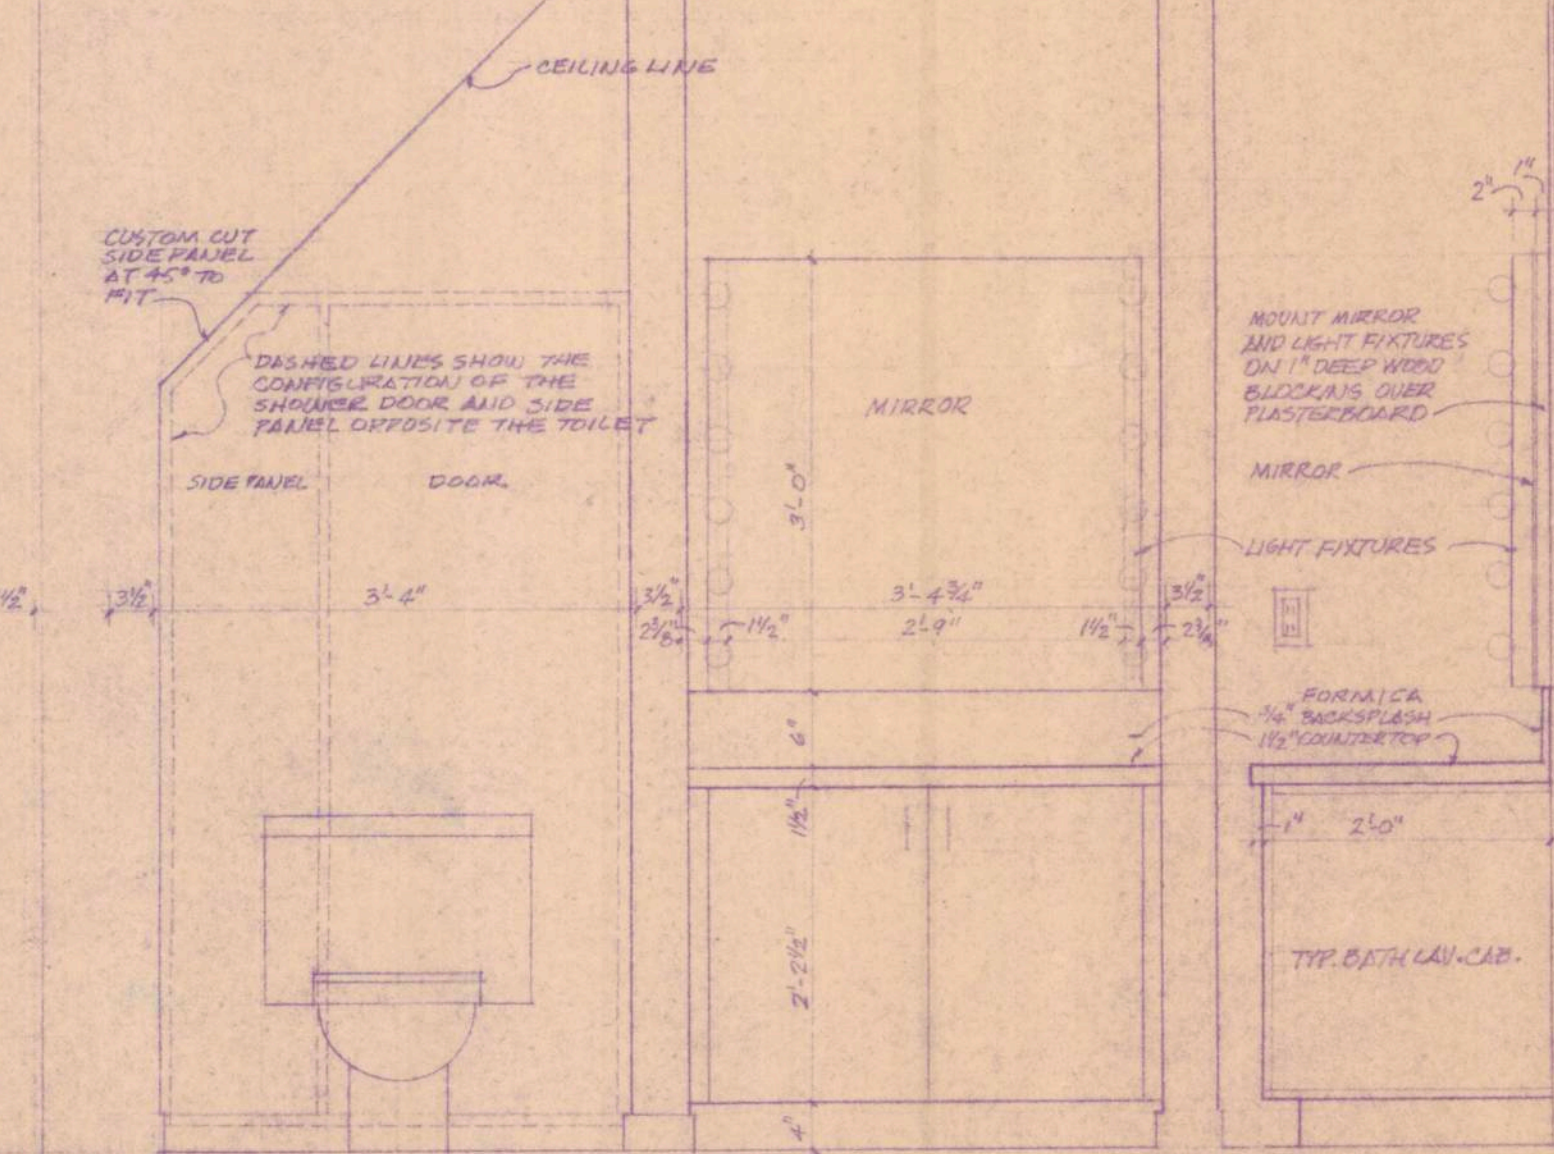 CEILING LINE
CUSTOM CUT
SIDE PANEL
AT 45° TO
FIT
DASHED LINES SHOW THE
CONFIGURATION OF THE
SHOWER DOOR AND SIDE
PANEL OPPOSITE THE TOILET
SIDE PANEL
DOOR
3½"
3'-4"
3½"
2⅜"
1½"
MIRROR
3'-0"
3'-4¾"
2'-9"
1½"
3½"
2⅜"
6"
1½"
2'-2½"
4"
2"
1"
MOUNT MIRROR
AND LIGHT FIXTURES
ON 1" DEEP WOOD
BLOCKING OVER
PLASTERBOARD
MIRROR
LIGHT FIXTURES
FORMICA
¾" BACKSPLASH
1½" COUNTERTOP
1"
2'-0"
TYP. BATH LAV. CAB.